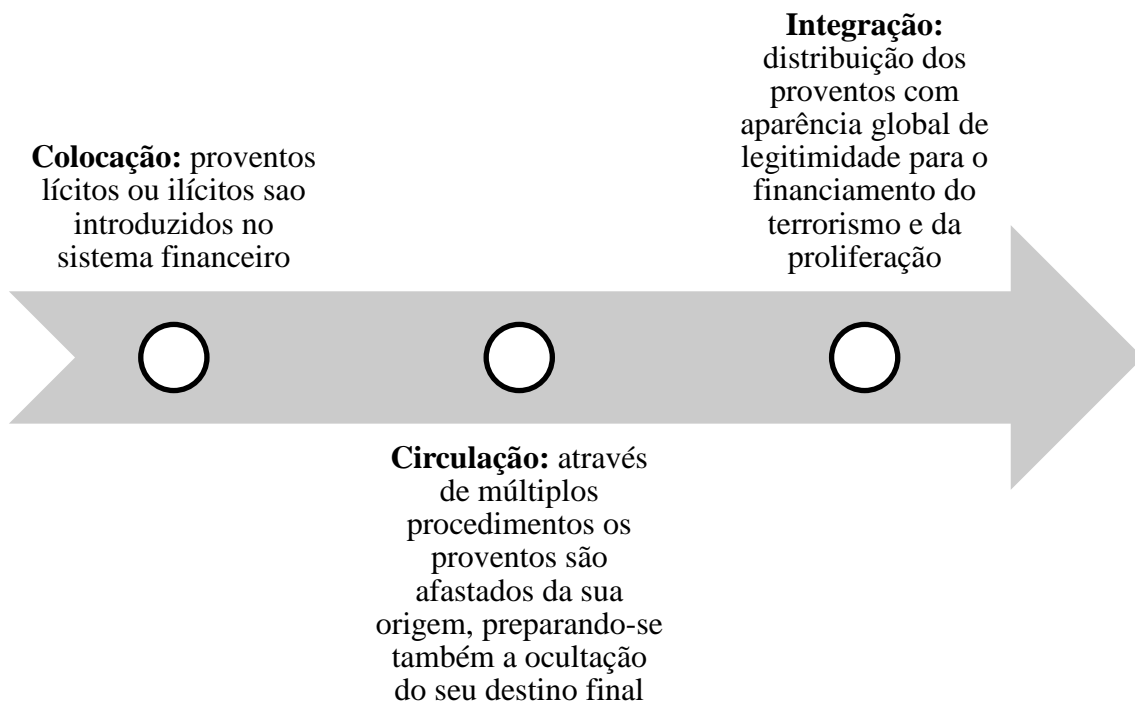 Colocação: proventos
lícitos ou ilícitos sao
introduzidos no
sistema financeiro
Circulação: através
de múltiplos
procedimentos os
proventos são
afastados da sua
origem, preparando-se
também a ocultação
do seu destino final
Integração:
distribuição dos
proventos com
aparência global de
legitimidade para o
financiamento do
terrorismo e da
proliferação